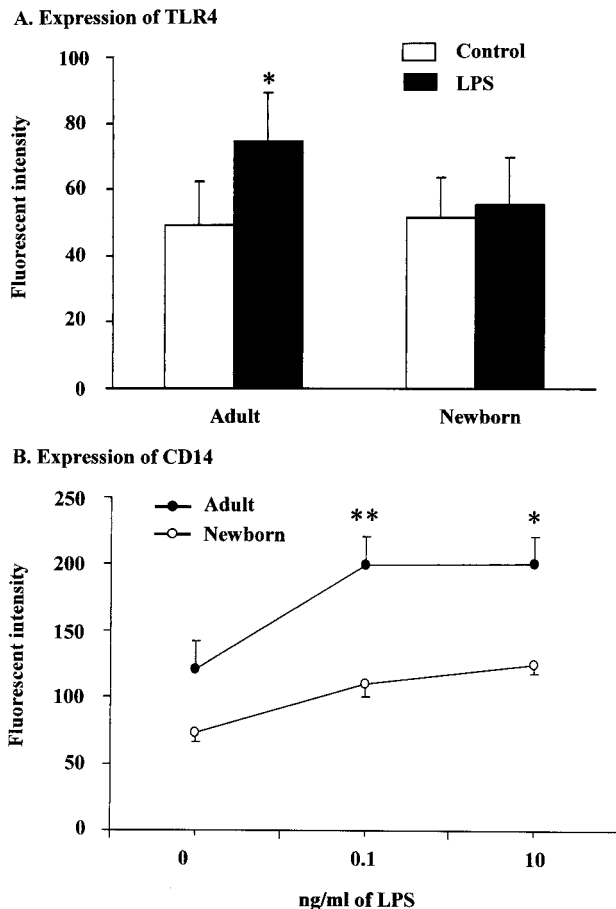 A. Expression of TLR4
Fluorescent intensity
100
80
60
40
20
0
*
Control
LPS
Adult
Newborn
B. Expression of CD14
Fluorescent intensity
250
200
150
100
50
0
Adult
Newborn
**
*
0
0.1
10
ng/ml of LPS